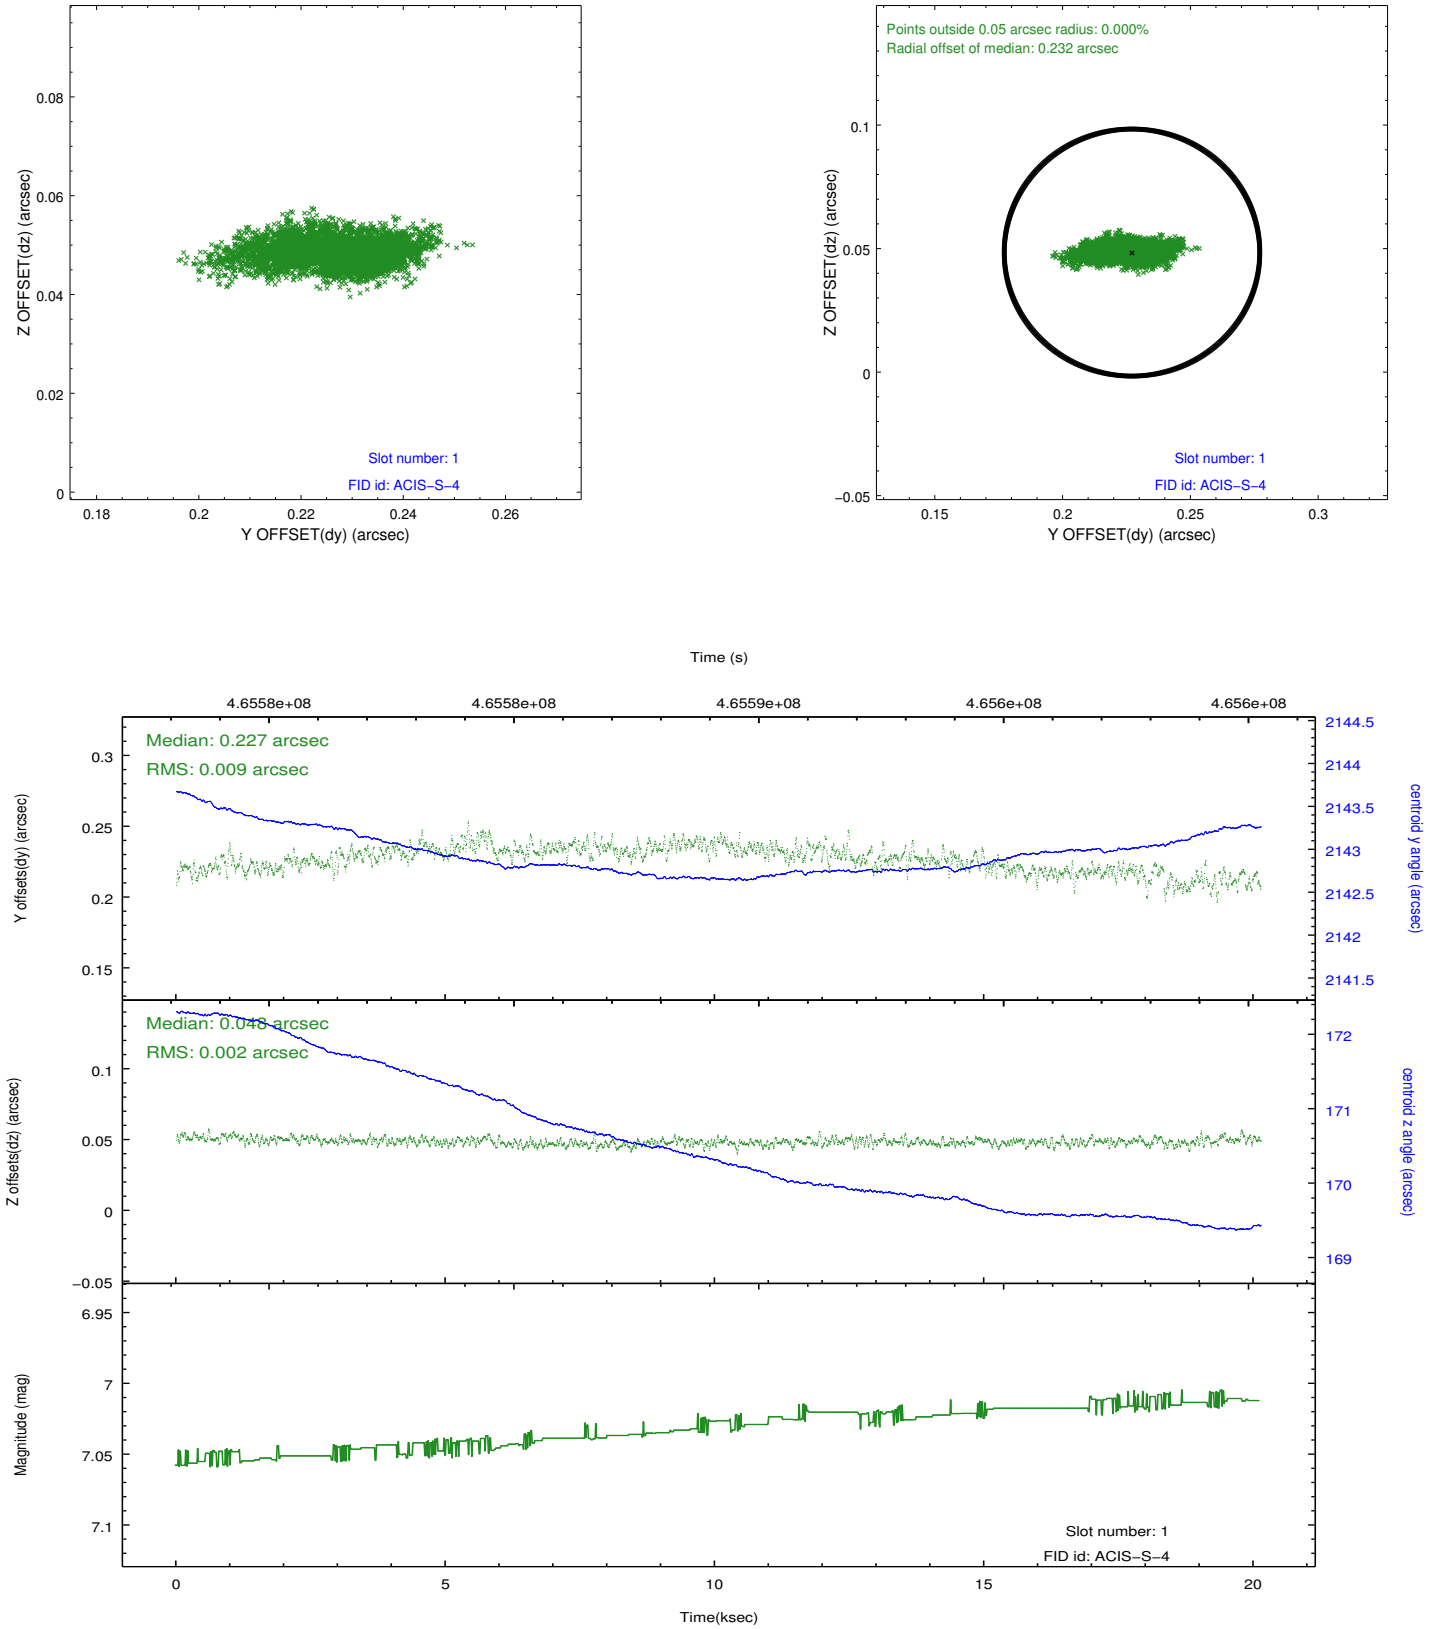 0.08
0.06
0.04
0.02
0
Z OFFSET(dz) (arcsec)
Slot number: 1
FID id: ACIS−S−4
0.18 0.2 0.22 0.24 0.26
Y OFFSET(dy) (arcsec)
Points outside 0.05 arcsec radius: 0.000%
Radial offset of median: 0.232 arcsec
0.1
0.05
0
−0.05
Z OFFSET(dz) (arcsec)
Slot number: 1
FID id: ACIS−S−4
0.15 0.2 0.25 0.3
Y OFFSET(dy) (arcsec)
Time (s)
4.6558e+08 4.6558e+08 4.6559e+08 4.656e+08 4.656e+08
Median: 0.227 arcsec
RMS: 0.009 arcsec
0.3
0.25
0.2
0.15
Y offsets(dy) (arcsec)
2144.5
2144
2143.5
2143
2142.5
2142
2141.5
centroid y angle (arcsec)
Median: 0.048 arcsec
RMS: 0.002 arcsec
0.1
0.05
0
−0.05
Z offsets(dz) (arcsec)
172
171
170
169
centroid z angle (arcsec)
6.95
7
7.05
7.1
Magnitude (mag)
Slot number: 1
FID id: ACIS−S−4
0 5 10 15 20
Time(ksec)